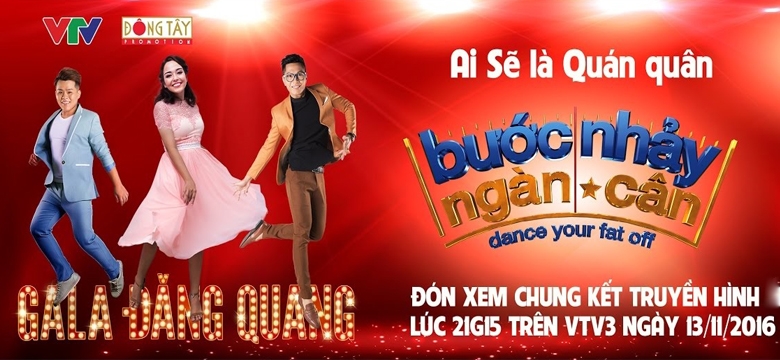 VTV
ĐÔNG TÂY
PROMOTION
Ai Sẽ là Quán quân
bước nhảy
ngàn cân
dance your fat off
GALA ĐĂNG QUANG
ĐÓN XEM CHUNG KẾT TRUYỀN HÌNH
LÚC 21G15 TRÊN VTV3 NGÀY 13/11/2016